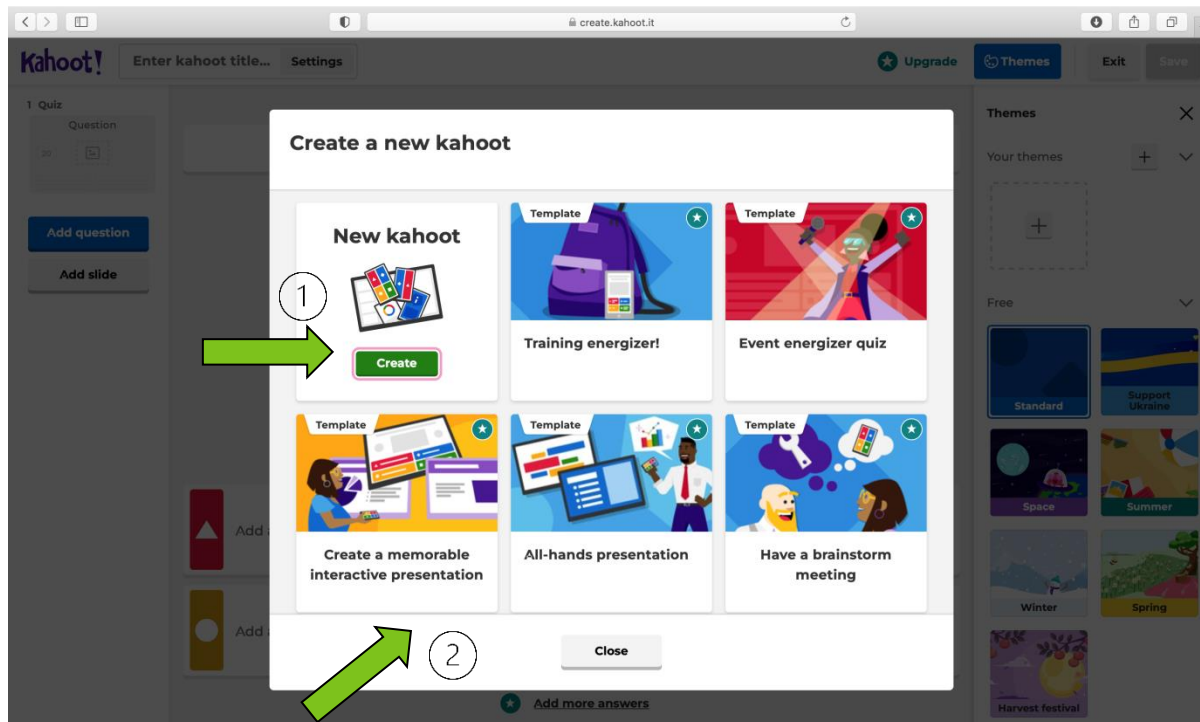 create.kahoot.it
Kahoot!
Enter kahoot title...
Settings
Upgrade
Themes
Exit
Save
1 Quiz
Question
20
Add question
Add slide
Create a new kahoot
New kahoot
1
Create
Template
Training energizer!
Template
Event energizer quiz
Template
Create a memorable
interactive presentation
Template
All-hands presentation
Template
Have a brainstorm
meeting
2
Close
Add
Add
Add more answers
Themes
Your themes
Free
Standard
Support
Ukraine
Space
Summer
Winter
Spring
Harvest festival